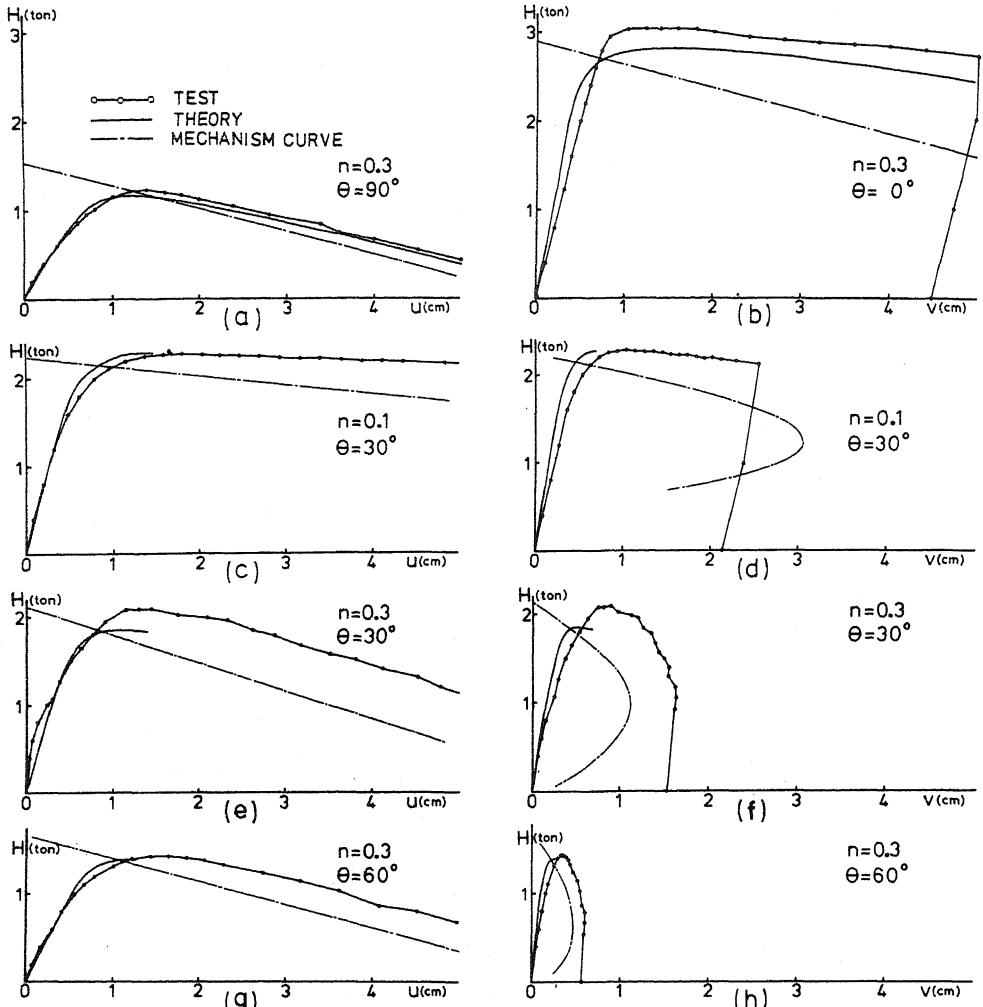 H (ton)
3
2
1
0
1
2
3
4
u(cm)
TEST
THEORY
MECHANISM CURVE
n=0.3
θ=90°
(a)
H (ton)
3
2
1
0
1
2
3
4
v(cm)
n=0.3
θ= 0°
(b)
H (ton)
2
1
0
1
2
3
4
u(cm)
n=0.1
θ=30°
(c)
H (ton)
2
1
0
1
2
3
4
v(cm)
n=0.1
θ=30°
(d)
H (ton)
2
1
0
1
2
3
4
u(cm)
n=0.3
θ=30°
(e)
H (ton)
2
1
0
1
2
3
4
v(cm)
n=0.3
θ=30°
(f)
H (ton)
1
0
1
2
3
4
u(cm)
n=0.3
θ=60°
(g)
H (ton)
1
0
1
2
3
4
v(cm)
n=0.3
θ=60°
(h)